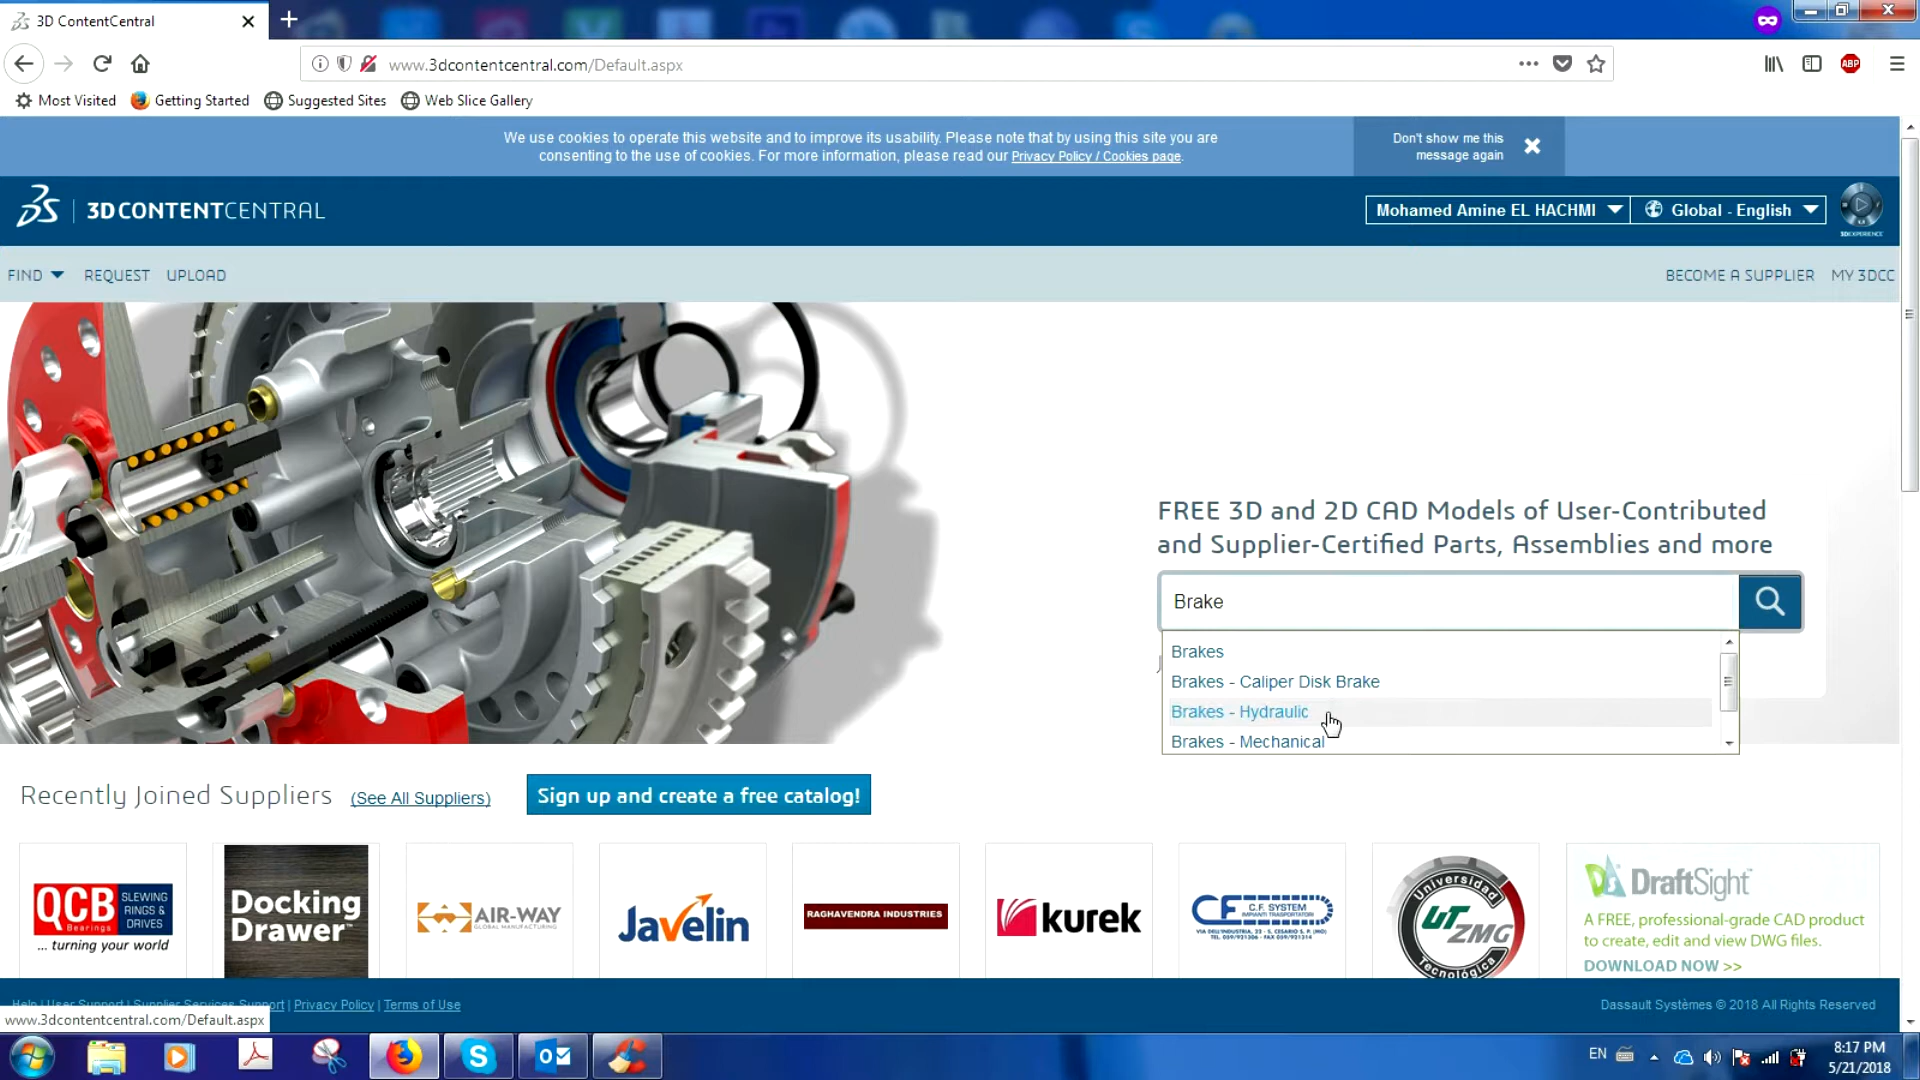 3D ContentCentral
www.3dcontentcentral.com/Default.aspx
ABP
Most Visited
Getting Started
Suggested Sites
Web Slice Gallery
We use cookies to operate this website and to improve its usability. Please note that by using this site you are
consenting to the use of cookies. For more information, please read our Privacy Policy / Cookies page.
Don't show me this
message again
3DCONTENTCENTRAL
Mohamed Amine EL HACHMI
Global - English
3DEXPERIENCE
FIND
REQUEST
UPLOAD
BECOME A SUPPLIER
MY 3DCC
FREE 3D and 2D CAD Models of User-Contributed
and Supplier-Certified Parts, Assemblies and more
Brake
Brakes
Brakes - Caliper Disk Brake
Brakes - Hydraulic
Brakes - Mechanical
Recently Joined Suppliers
(See All Suppliers)
Sign up and create a free catalog!
QCB
Bearings
SLEWING
RINGS &
DRIVES
... turning your world
Docking
Drawer™
AIR-WAY
GLOBAL MANUFACTURING
Javelin
RAGHAVENDRA INDUSTRIES
kurek
C.F. SYSTEM
IMPIANTI TRASPORTATORI
VIA DELL'INDUSTRIA, 22 - S. CESARIO S. P. (MO)
TEL. 059/921306 - FAX 059/921314
Universidad
UT
ZMG
Tecnológica
DraftSight
A FREE, professional-grade CAD product
to create, edit and view DWG files.
DOWNLOAD NOW >>
Help | User Support | Supplier Services Support | Privacy Policy | Terms of Use
Dassault Systèmes © 2018 All Rights Reserved
www.3dcontentcentral.com/Default.aspx
EN
8:17 PM
5/21/2018